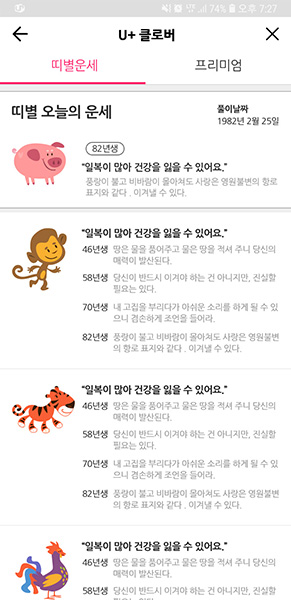 74% 오후 7:27
U+ 클로버
띠별운세
프리미엄
띠별 오늘의 운세
풀이날짜
1982년 2월 25일
82년생
"일복이 많아 건강을 잃을 수 있어요."
풍랑이 불고 비바람이 몰아쳐도 사랑은 영원불변의 항로
표지와 같다 . 이겨낼 수 있다.
"일복이 많아 건강을 잃을 수 있어요."
46년생 땅은 물을 품어주고 물은 땅을 적셔 주니 당신의
매력이 발산된다.
58년생 당신이 반드시 이겨야 하는 건 아니지만, 진실할
필요는 있다.
70년생 내 고집을 부리다가 아쉬운 소리를 하게 될 수 있
으니 겸손하게 조언을 들어라.
82년생 풍랑이 불고 비바람이 몰아쳐도 사랑은 영원불변
의 항로 표지와 같다 . 이겨낼 수 있다.
"일복이 많아 건강을 잃을 수 있어요."
46년생 땅은 물을 품어주고 물은 땅을 적셔 주니 당신의
매력이 발산된다.
58년생 당신이 반드시 이겨야 하는 건 아니지만, 진실할
필요는 있다.
70년생 내 고집을 부리다가 아쉬운 소리를 하게 될 수 있
으니 겸손하게 조언을 들어라.
82년생 풍랑이 불고 비바람이 몰아쳐도 사랑은 영원불변
의 항로 표지와 같다 . 이겨낼 수 있다.
"일복이 많아 건강을 잃을 수 있어요."
46년생 땅은 물을 품어주고 물은 땅을 적셔 주니 당신의
매력이 발산된다.
58년생 당신이 반드시 이겨야 하는 건 아니지만, 진실할